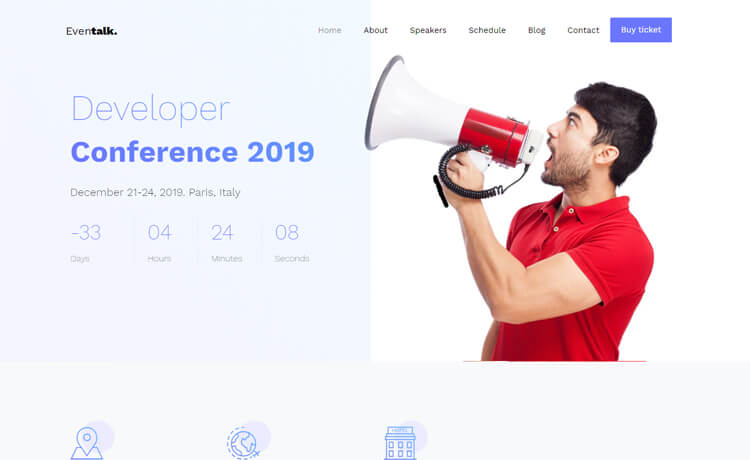 Eventalk.
Home About Speakers Schedule Blog Contact Buy ticket
Developer
Conference 2019
December 21-24, 2019. Paris, Italy
-33 04 24 08
Days Hours Minutes Seconds
HOTEL